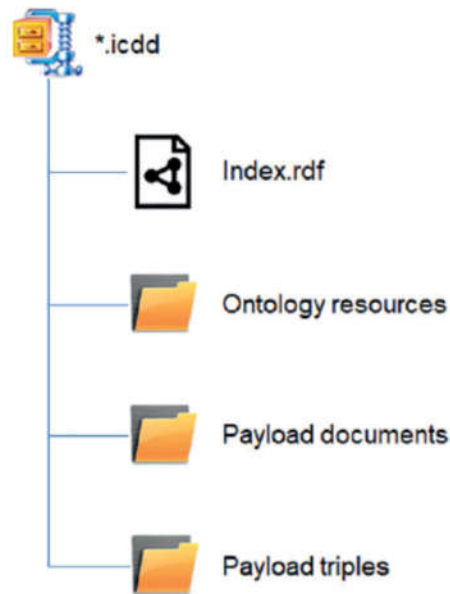 *.icdd
Index.rdf
Ontology resources
Payload documents
Payload triples